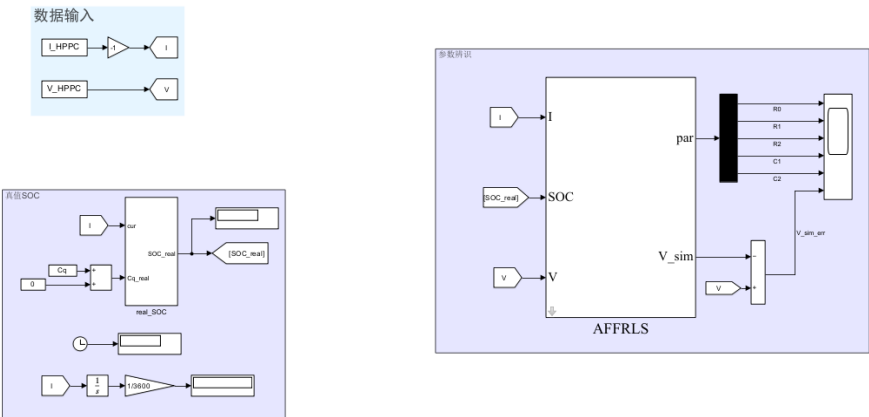 数据输入
I_HPPC
-1
I
V_HPPC
V
真值SOC
I
cur
SOC_real
[SOC_real]
Cq
+
0
+
Cq_real
real_SOC
I
1
s
1/3600
参数辨识
I
I
par
R0
R1
R2
C1
C2
[SOC_real]
SOC
V_sim_err
V_sim
−
V
V
V
+
AFFRLS